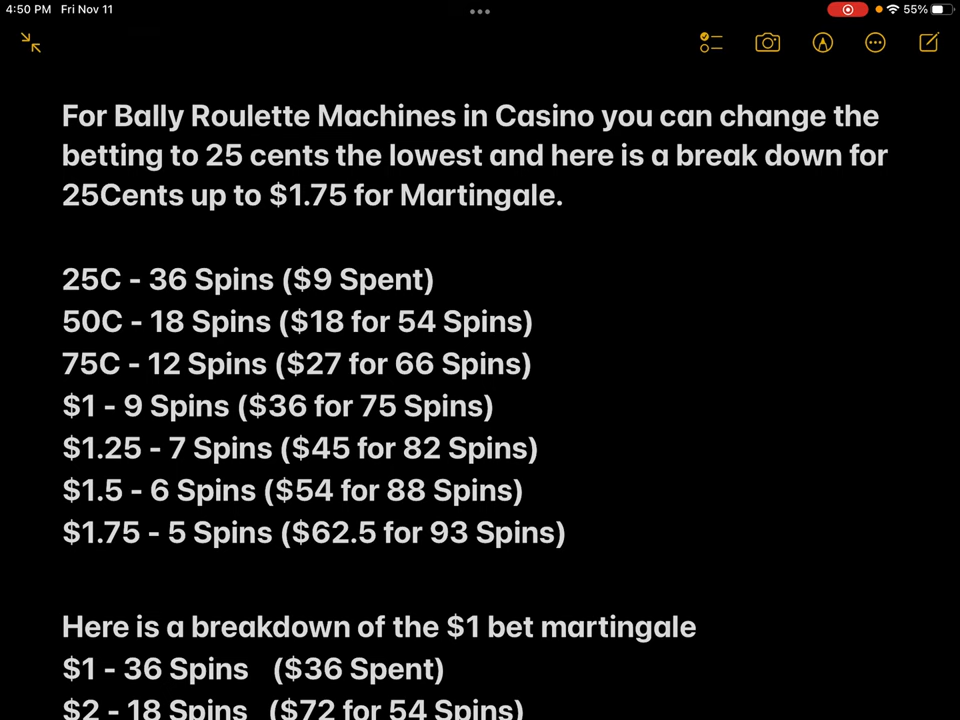 4:50 PM Fri Nov 11
55%
For Bally Roulette Machines in Casino you can change the
betting to 25 cents the lowest and here is a break down for
25Cents up to $1.75 for Martingale.
25C - 36 Spins ($9 Spent)
50C - 18 Spins ($18 for 54 Spins)
75C - 12 Spins ($27 for 66 Spins)
$1 - 9 Spins ($36 for 75 Spins)
$1.25 - 7 Spins ($45 for 82 Spins)
$1.5 - 6 Spins ($54 for 88 Spins)
$1.75 - 5 Spins ($62.5 for 93 Spins)
Here is a breakdown of the $1 bet martingale
$1 - 36 Spins ($36 Spent)
$2 - 18 Spins ($72 for 54 Spins)